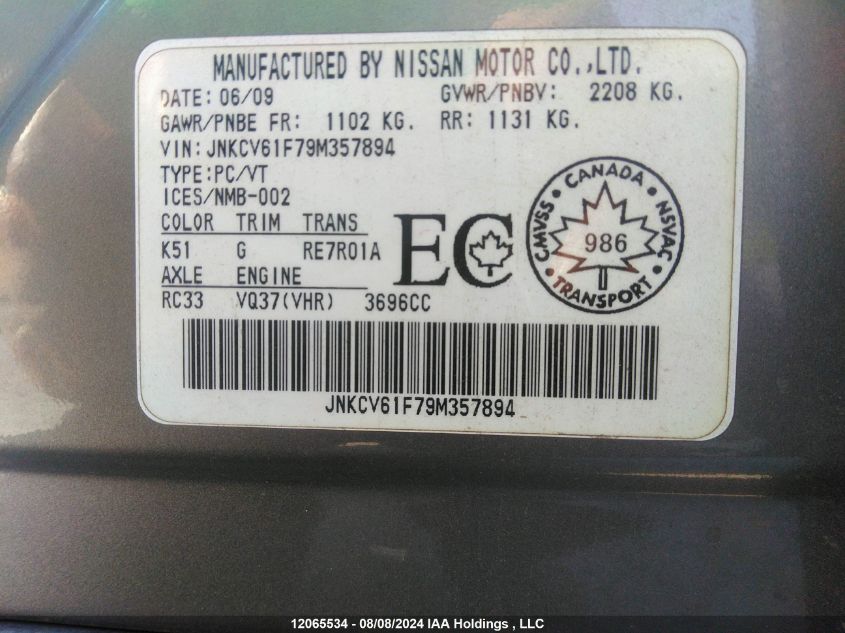 MANUFACTURED BY NISSAN MOTOR CO.,LTD.
DATE: 06/09 GVWR/PNBV: 2208 KG.
GAWR/PNBE FR: 1102 KG. RR: 1131 KG.
VIN: JNKCV61F79M357894
TYPE:PC/VT
ICES/NMB-002
COLOR TRIM TRANS
K51 G RE7R01A
AXLE ENGINE
RC33 VQ37(VHR) 3696CC
EC
CANADA
CMVSS NSVAC
986
TRANSPORT
JNKCV61F79M357894
12065534 - 08/08/2024 IAA Holdings , LLC